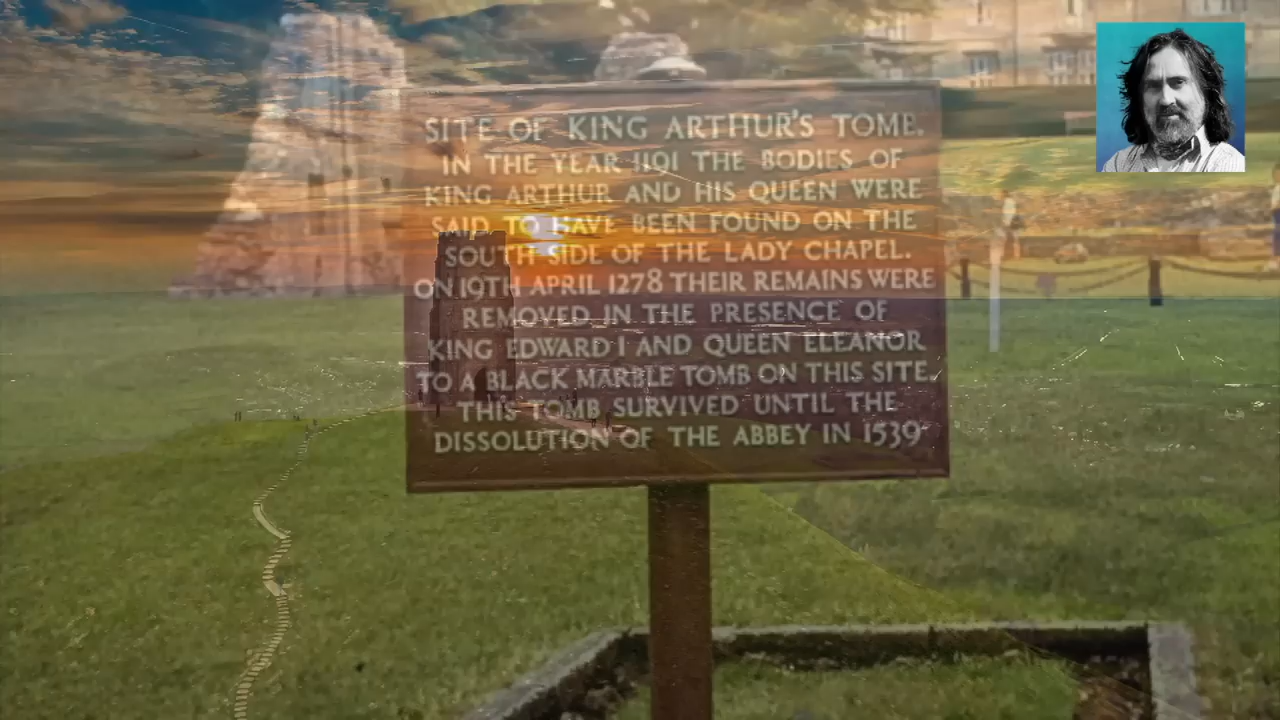 SITE OF KING ARTHUR'S TOMB.
IN THE YEAR 1191 THE BODIES OF
KING ARTHUR AND HIS QUEEN WERE
SAID TO HAVE BEEN FOUND ON THE
SOUTH SIDE OF THE LADY CHAPEL.
ON 19TH APRIL 1278 THEIR REMAINS WERE
REMOVED IN THE PRESENCE OF
KING EDWARD I AND QUEEN ELEANOR
TO A BLACK MARBLE TOMB ON THIS SITE.
THIS TOMB SURVIVED UNTIL THE
DISSOLUTION OF THE ABBEY IN 1539